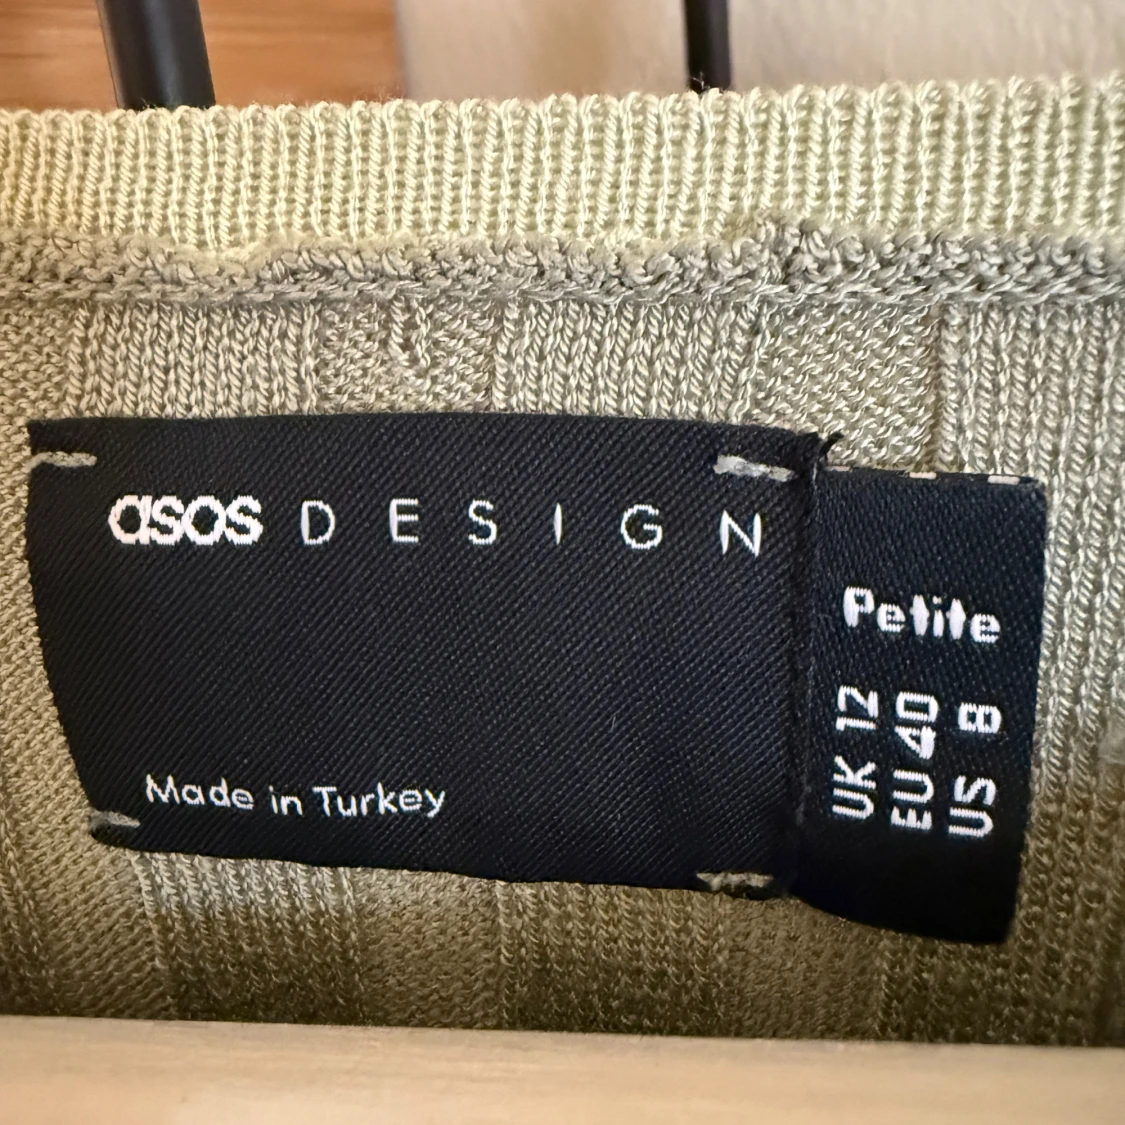 asos DESIGN
Made in Turkey
Petite
UK 12
EU 40
US 8